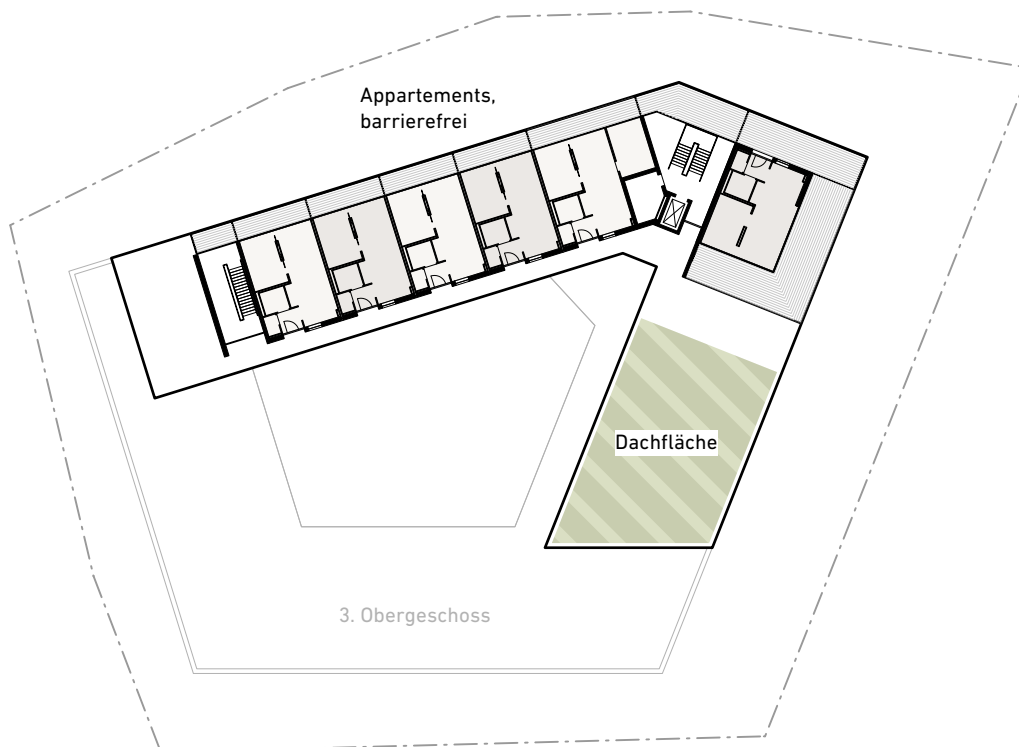 Appartements,
barrierefrei
Dachfläche
3. Obergeschoss